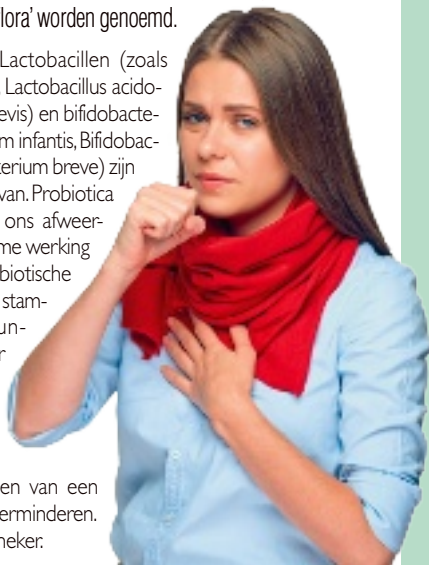 lora’ worden genoemd.
Lactobacillen (zoals
Lactobacillus acido-
evis) en bifidobacte-
m infantis, Bifidobac-
terium breve) zijn
van. Probiotica
ons afweer-
me werking
biotische
stam-
un-
r
en van een
erminderen.
neker.